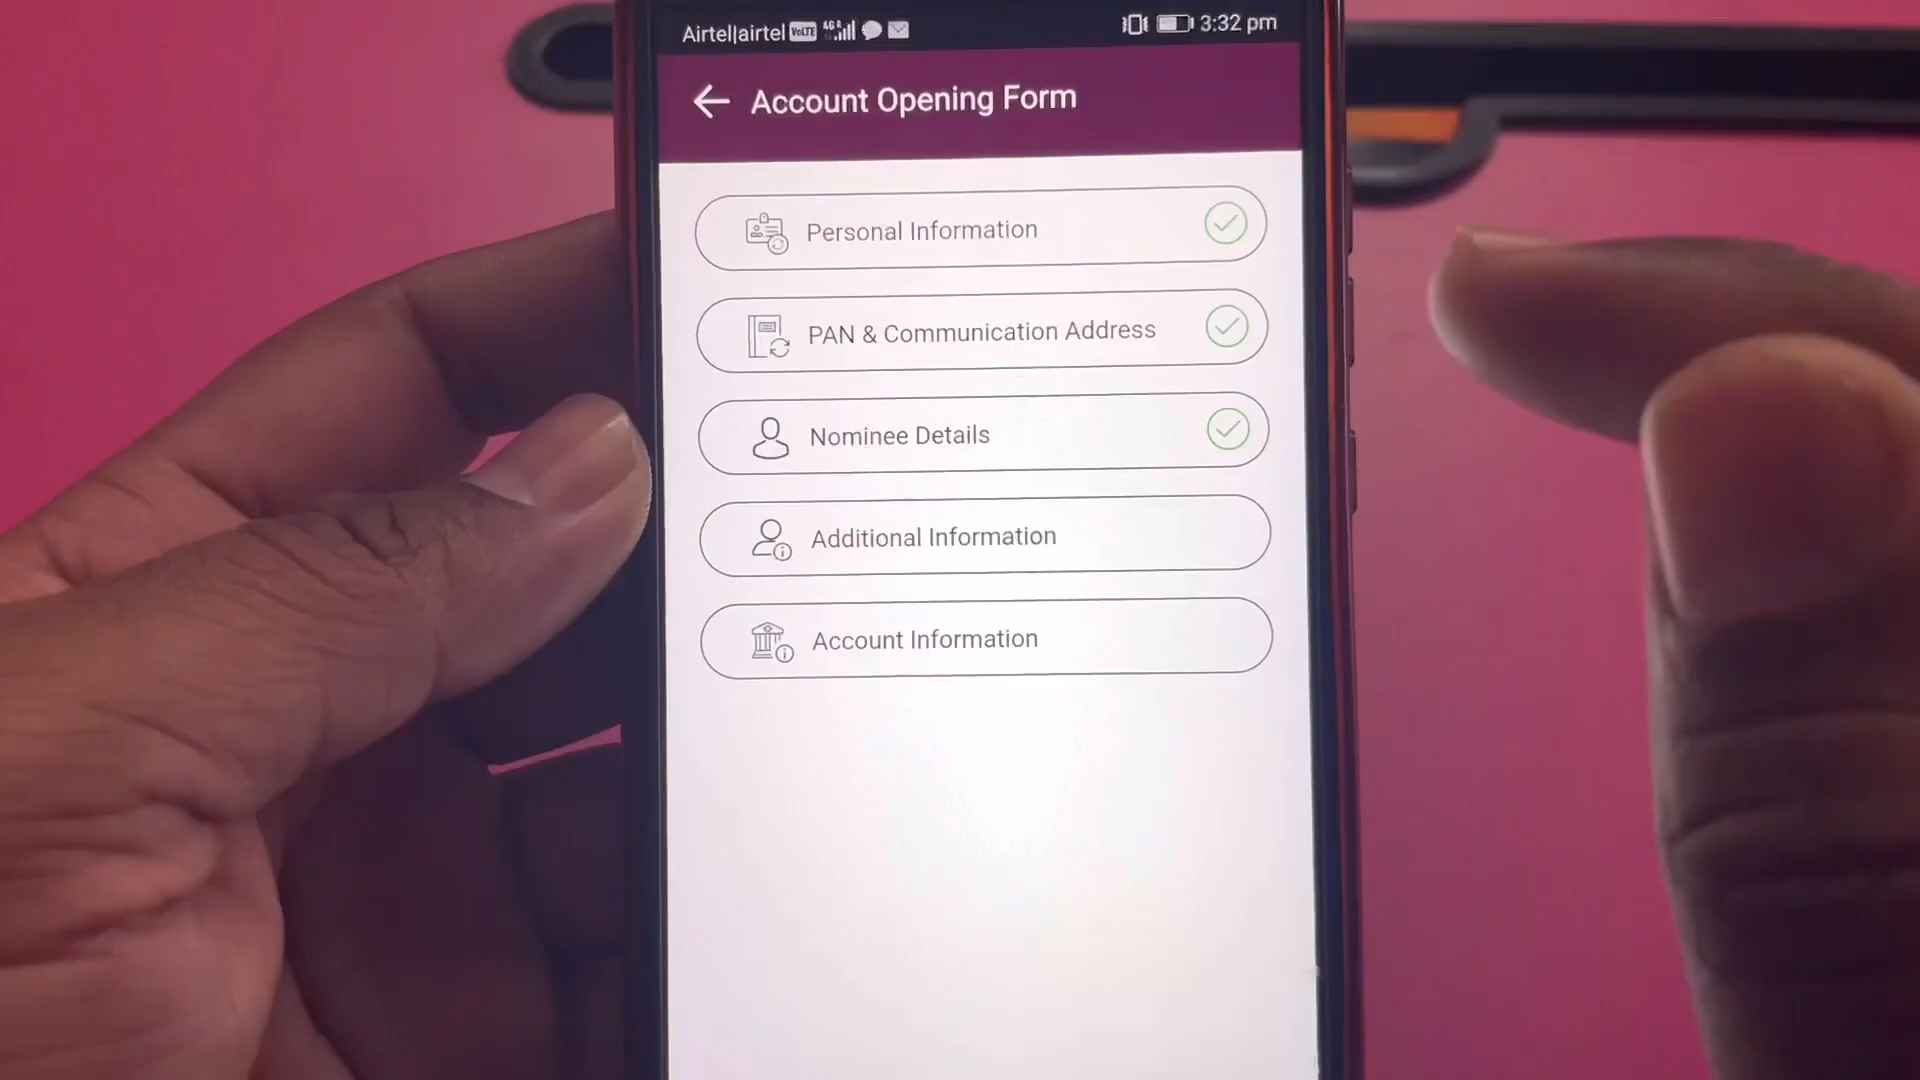 Airtel|airtel VoLTE 4G R 3:32 pm
Account Opening Form
Personal Information
PAN & Communication Address
Nominee Details
Additional Information
Account Information